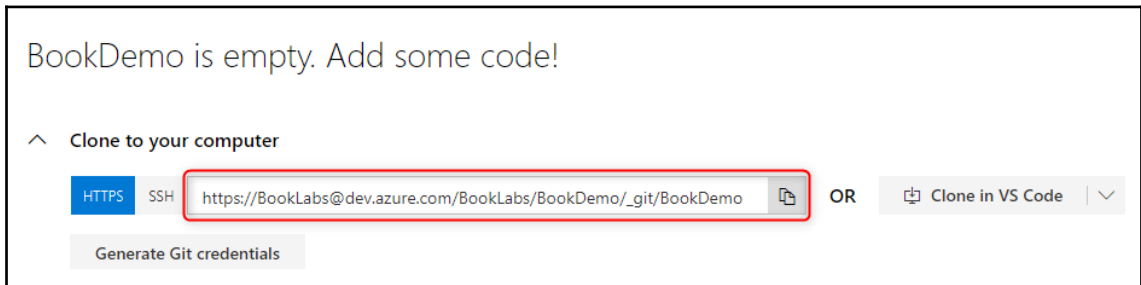 BookDemo is empty. Add some code!
Clone to your computer
HTTPS SSH https://BookLabs@dev.azure.com/BookLabs/BookDemo/_git/BookDemo OR Clone in VS Code
Generate Git credentials